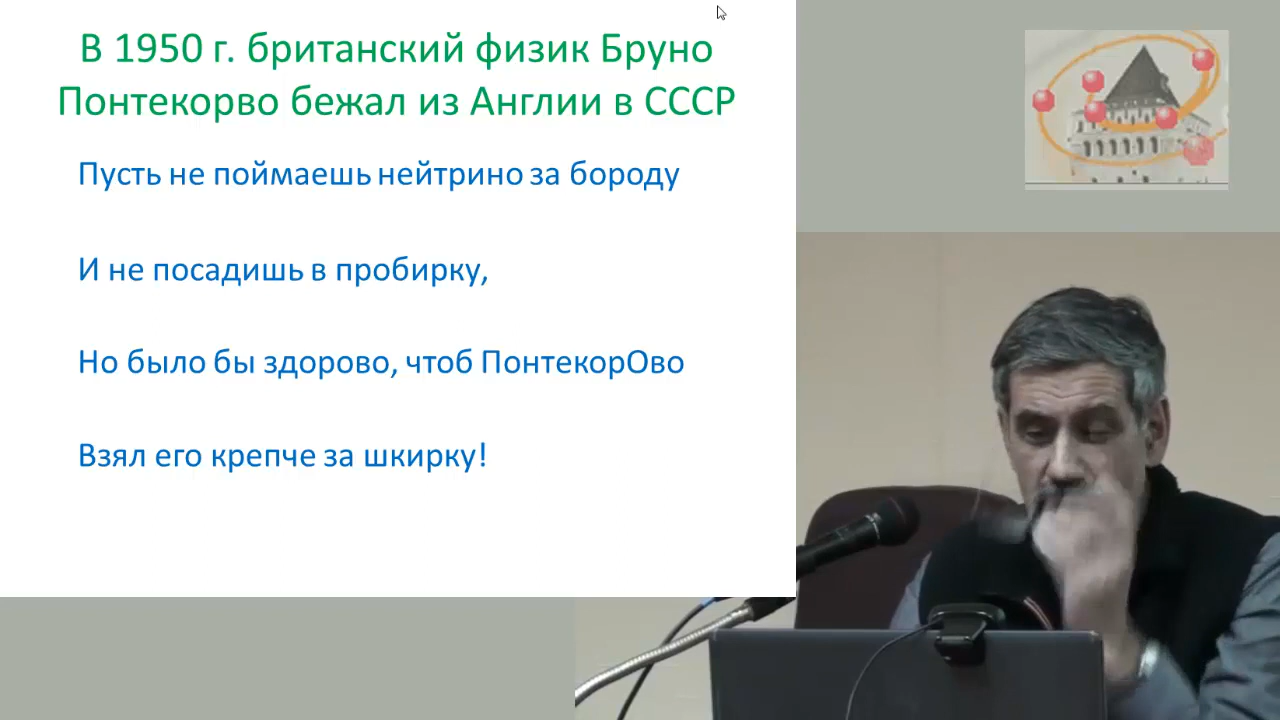 В 1950 г. британский физик Бруно
Понтекорво бежал из Англии в СССР
Пусть не поймаешь нейтрино за бороду
И не посадишь в пробирку,
Но было бы здорово, чтоб ПонтекорОво
Взял его крепче за шкирку!